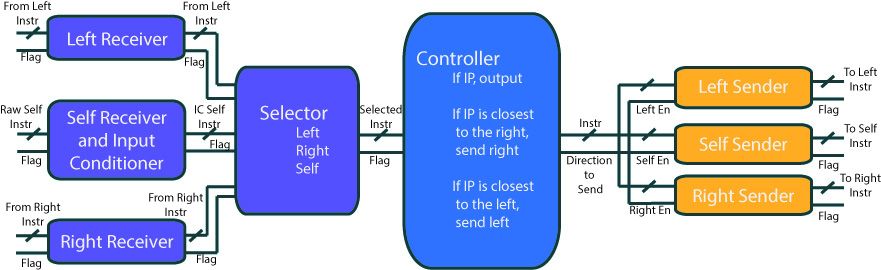 From Left
Instr
Flag
Left Receiver
From Left
Instr
Flag
Raw Self
Instr
Flag
Self Receiver
and Input
Conditioner
IC Self
Instr
Flag
From Right
Instr
Flag
Right Receiver
From Right
Instr
Flag
Selector
Left
Right
Self
Selected
Instr
Flag
Controller
If IP, output
If IP is closest
to the right,
send right
If IP is closest
to the left,
send left
Instr
Direction
to
Send
Left En
Left Sender
To Left
Instr
Flag
Self En
Self Sender
To Self
Instr
Flag
Right En
Right Sender
To Right
Instr
Flag